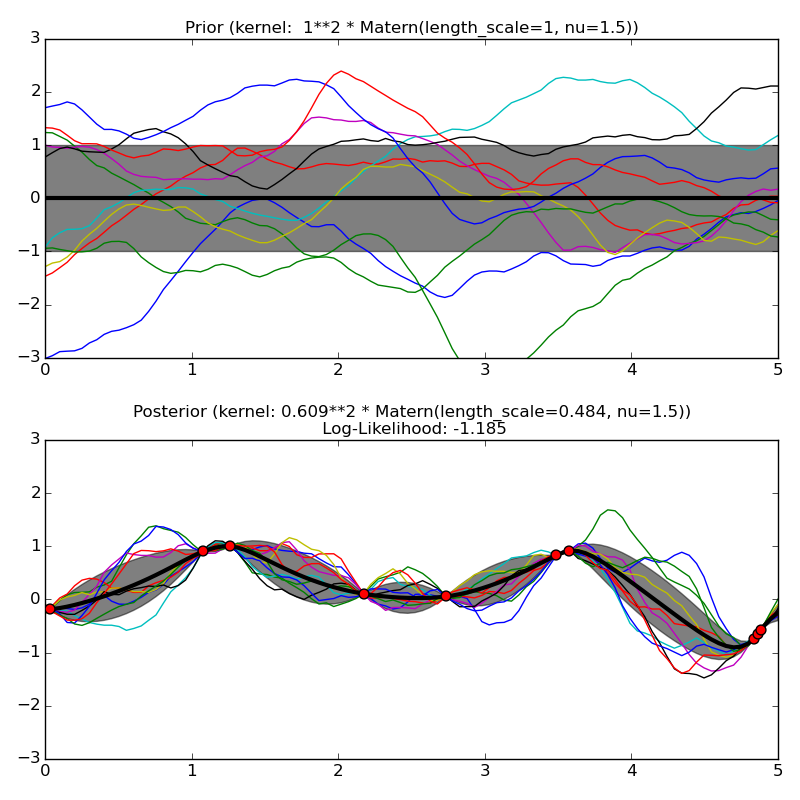 Prior (kernel:  1**2 * Matern(length_scale=1, nu=1.5))
3
2
1
0
−1
−2
−3
0 1 2 3 4 5
Posterior (kernel: 0.609**2 * Matern(length_scale=0.484, nu=1.5))
Log-Likelihood: -1.185
3
2
1
0
−1
−2
−3
0 1 2 3 4 5